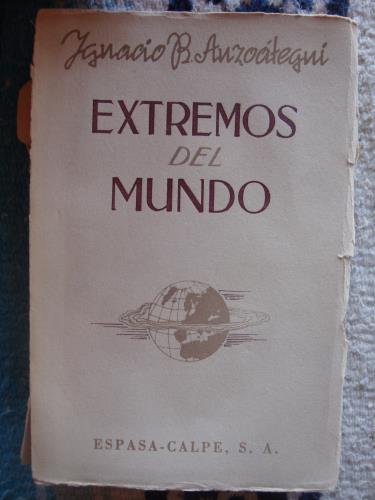 Ignacio B. Anzoátegui
EXTREMOS
DEL
MUNDO
ESPASA-CALPE, S. A.